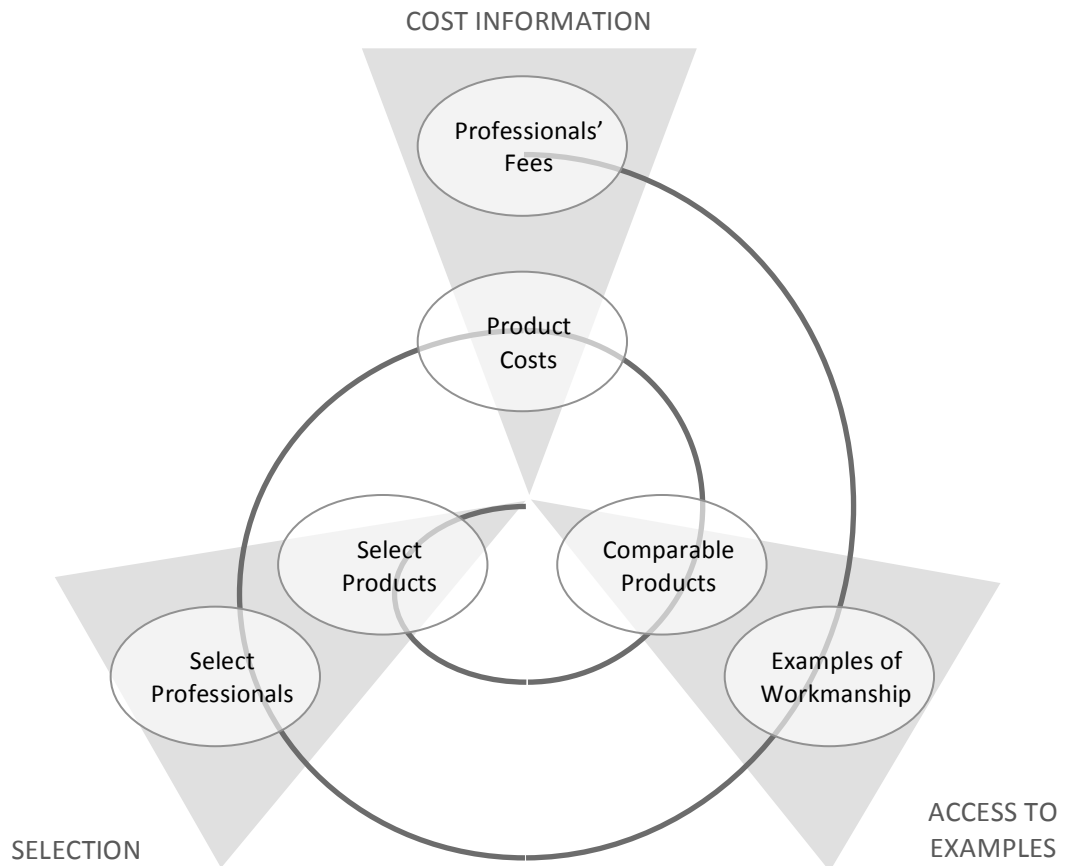 COST INFORMATION
Professionals’
Fees
Product
Costs
Select
Products
Comparable
Products
Select
Professionals
Examples of
Workmanship
SELECTION
ACCESS TO
EXAMPLES